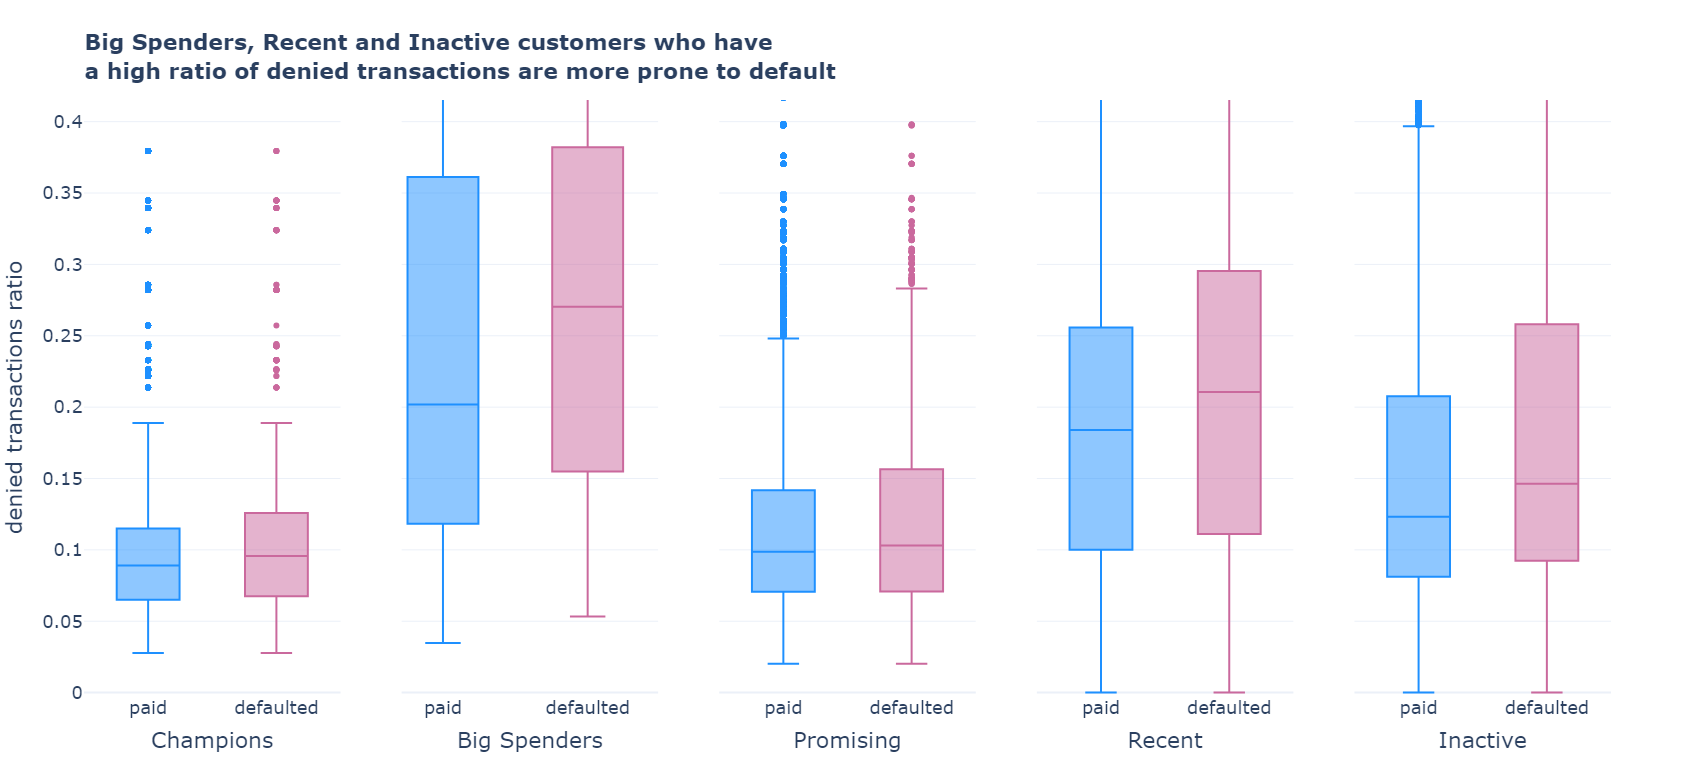 Big Spenders, Recent and Inactive customers who have
a high ratio of denied transactions are more prone to default
denied transactions ratio
0.4
0.35
0.3
0.25
0.2
0.15
0.1
0.05
0
paid defaulted paid defaulted paid defaulted paid defaulted paid defaulted
Champions Big Spenders Promising Recent Inactive